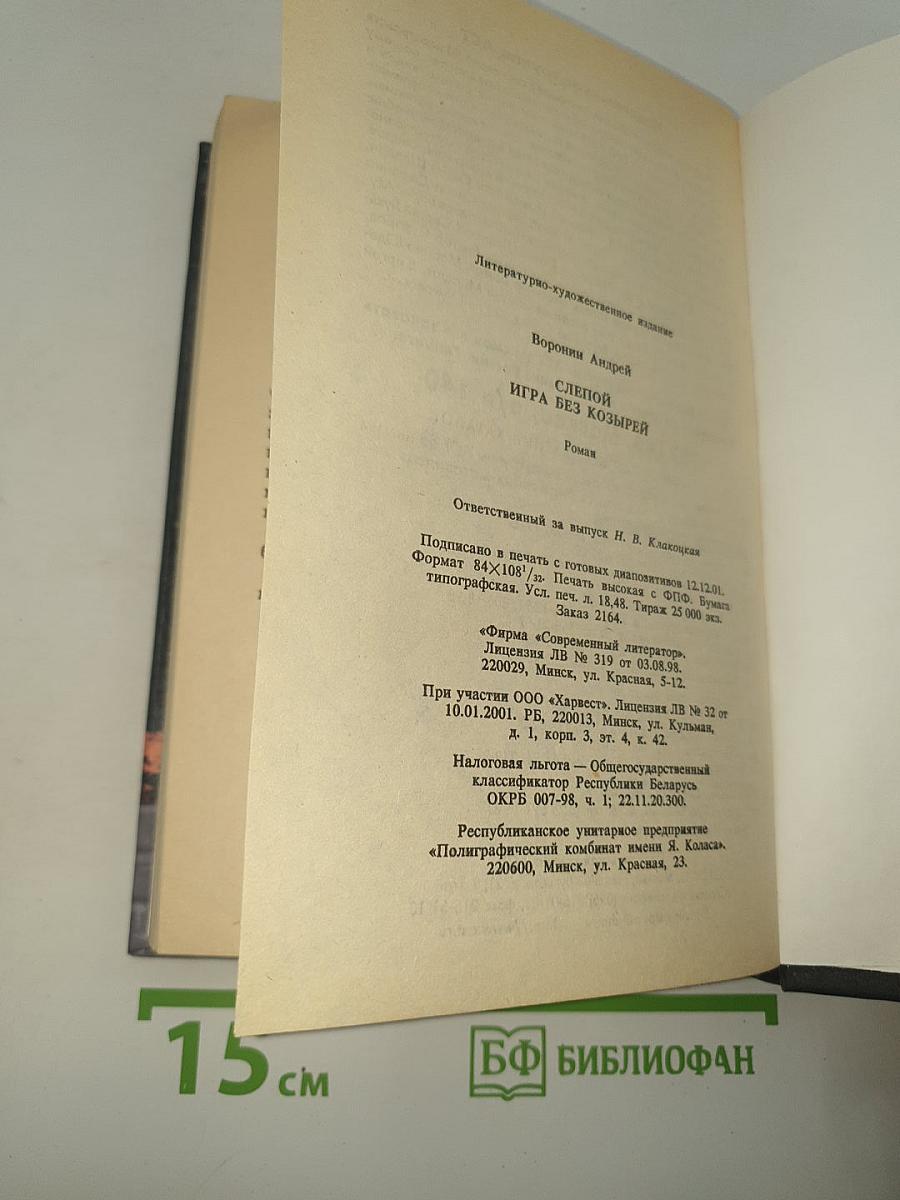 Литературно-художественное издание
Воронин Андрей
СЛЕПОЙ
ИГРА БЕЗ КОЗЫРЕЙ
Роман
Ответственный за выпуск Н. В. Клакоцкая
Подписано в печать с готовых диапозитивов 12.12.01.
Формат 84×108¹/₃₂. Печать высокая с ФПФ. Бумага
типографская. Усл. печ. л. 18,48. Тираж 25 000 экз.
Заказ 2164.
«Фирма «Современный литератор».
Лицензия ЛВ № 319 от 03.08.98.
220029, Минск, ул. Красная, 5-12.
При участии ООО «Харвест». Лицензия ЛВ № 32 от
10.01.2001. РБ, 220013, Минск, ул. Кульман,
д. 1, корп. 3, эт. 4, к. 42.
Налоговая льгота — Общегосударственный
классификатор Республики Беларусь
ОКРБ 007-98, ч. 1; 22.11.20.300.
Республиканское унитарное предприятие
«Полиграфический комбинат имени Я. Коласа».
220600, Минск, ул. Красная, 23.
15 см
БФ БИБЛИОФАН